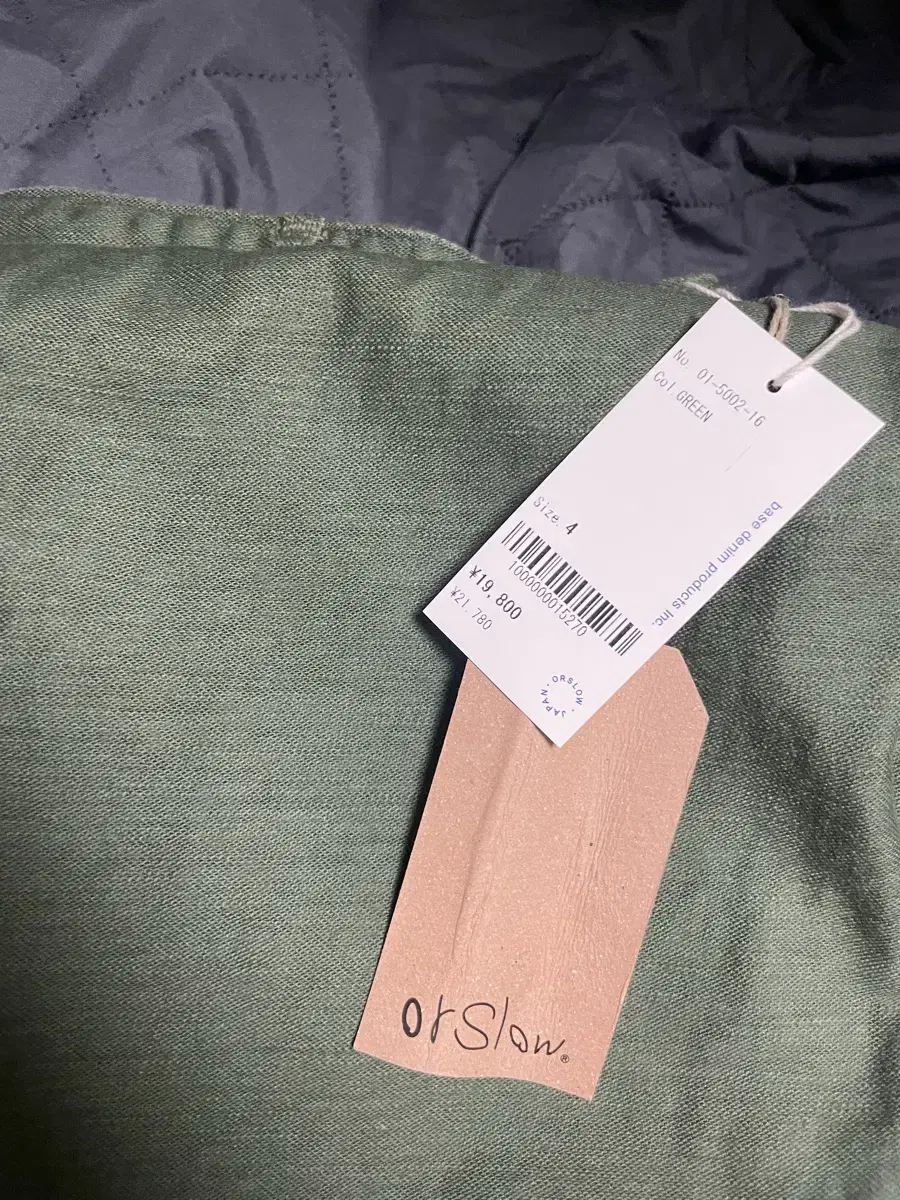 No. 01-5002-16
Col.GREEN
Size. 4
1000000015270
¥19,800
¥21,780
base denim products Inc.
ORSLOW・JAPAN・
orSlow®